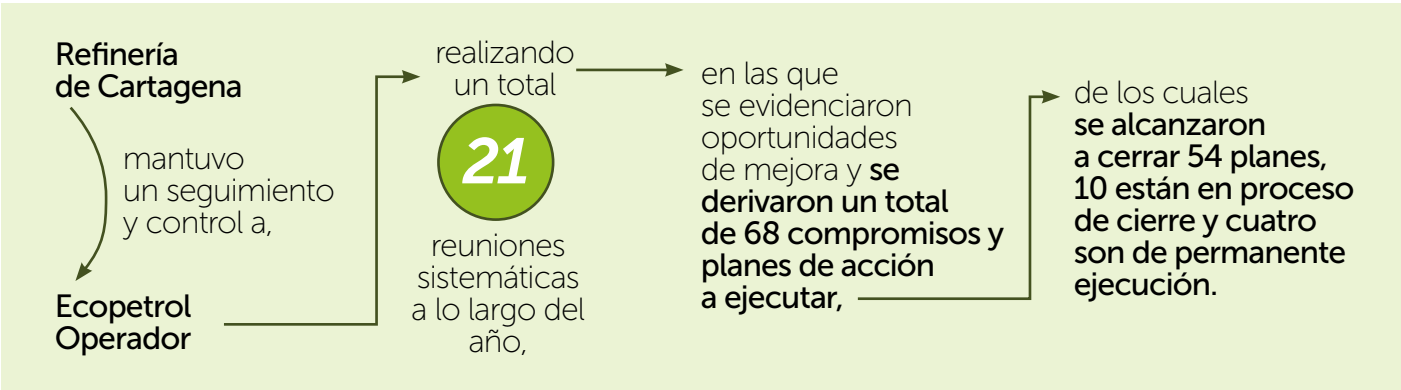 Refinería
de Cartagena
mantuvo
un seguimiento
y control a,
Ecopetrol
Operador
realizando
un total
21
reuniones
sistemáticas
a lo largo del
año,
en las que
se evidenciaron
oportunidades
de mejora y se
derivaron un total
de 68 compromisos y
planes de acción
a ejecutar,
de los cuales
se alcanzaron
a cerrar 54 planes,
10 están en proceso
de cierre y cuatro
son de permanente
ejecución.